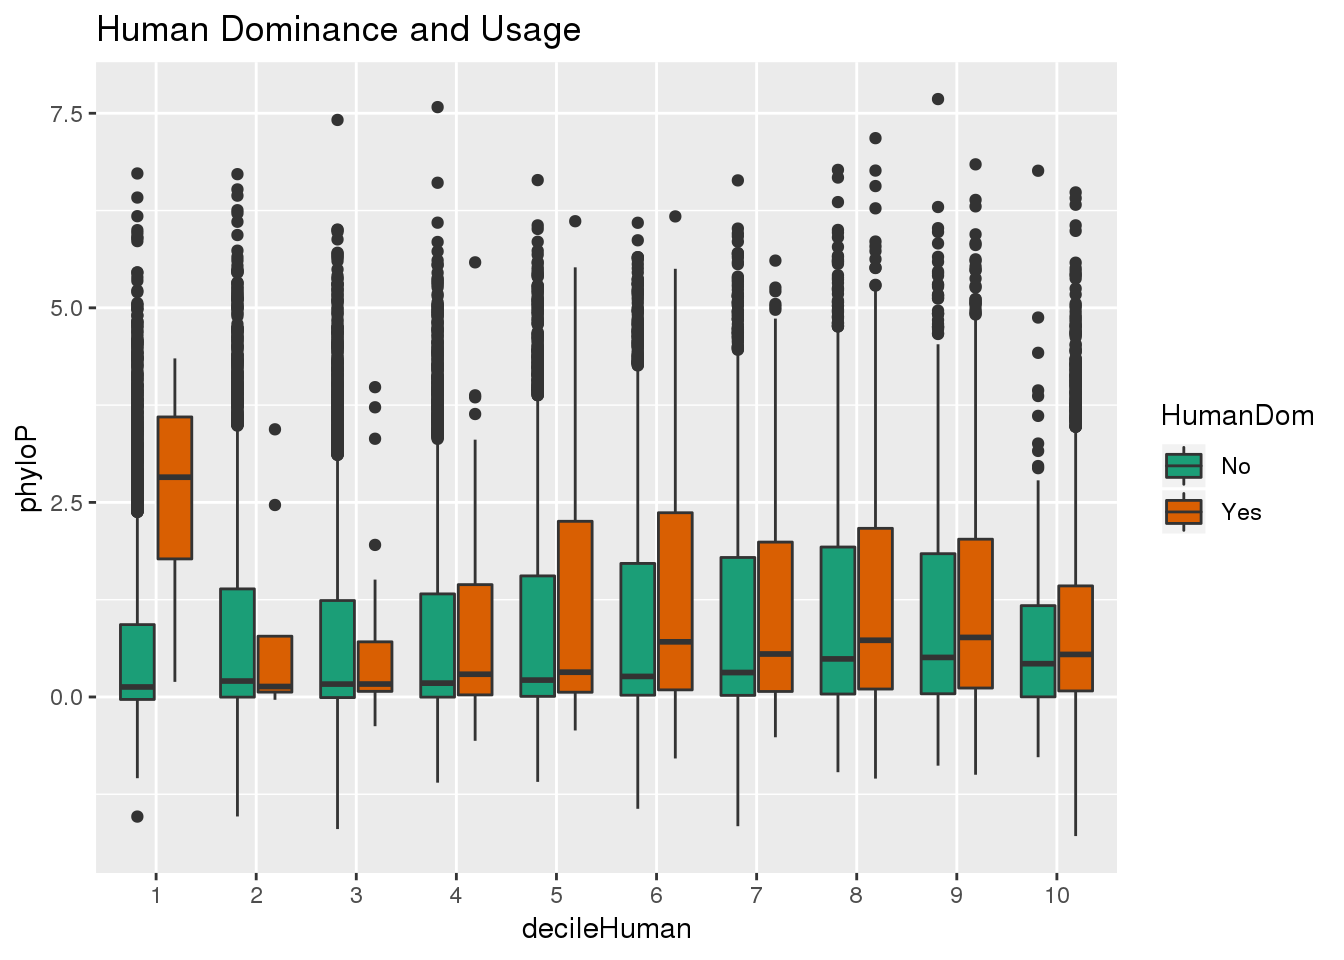 Human Dominance and Usage
phyloP
7.5
5.0
2.5
0.0
1 2 3 4 5 6 7 8 9 10
decileHuman
HumanDom
No
Yes